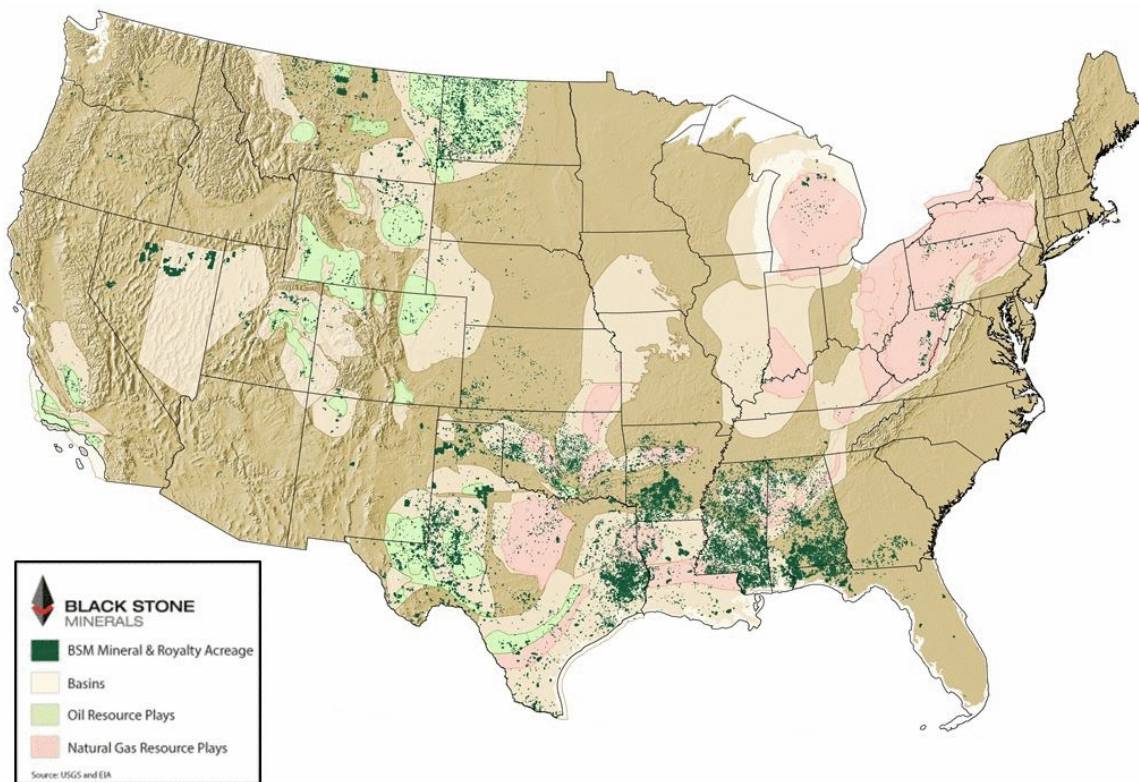 BLACK STONE
MINERALS
BSM Mineral & Royalty Acreage
Basins
Oil Resource Plays
Natural Gas Resource Plays
Source: USGS and EIA